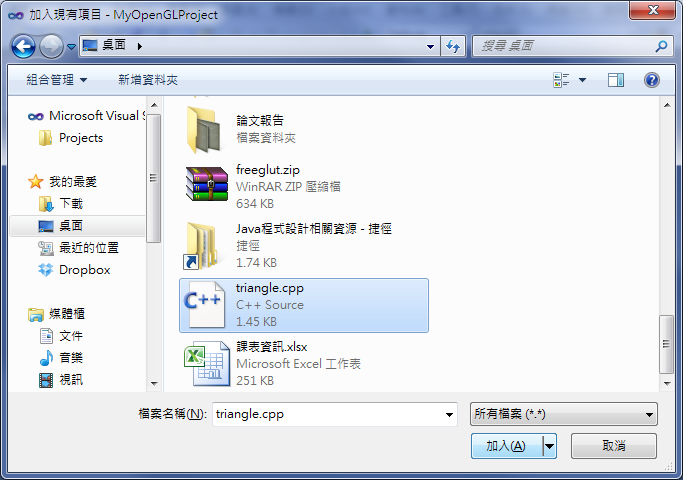 加入現有項目 - MyOpenGLProject
桌面
搜尋 桌面
組合管理
新增資料夾
Microsoft Visual S
Projects
我的最愛
下載
桌面
最近的位置
Dropbox
媒體櫃
文件
音樂
視訊
論文報告
檔案資料夾
freeglut.zip
WinRAR ZIP 壓縮檔
634 KB
Java程式設計相關資源 - 捷徑
捷徑
1.74 KB
C++
triangle.cpp
C++ Source
1.45 KB
課表資訊.xlsx
Microsoft Excel 工作表
251 KB
檔案名稱(N):
triangle.cpp
所有檔案 (*.*)
加入(A)
取消